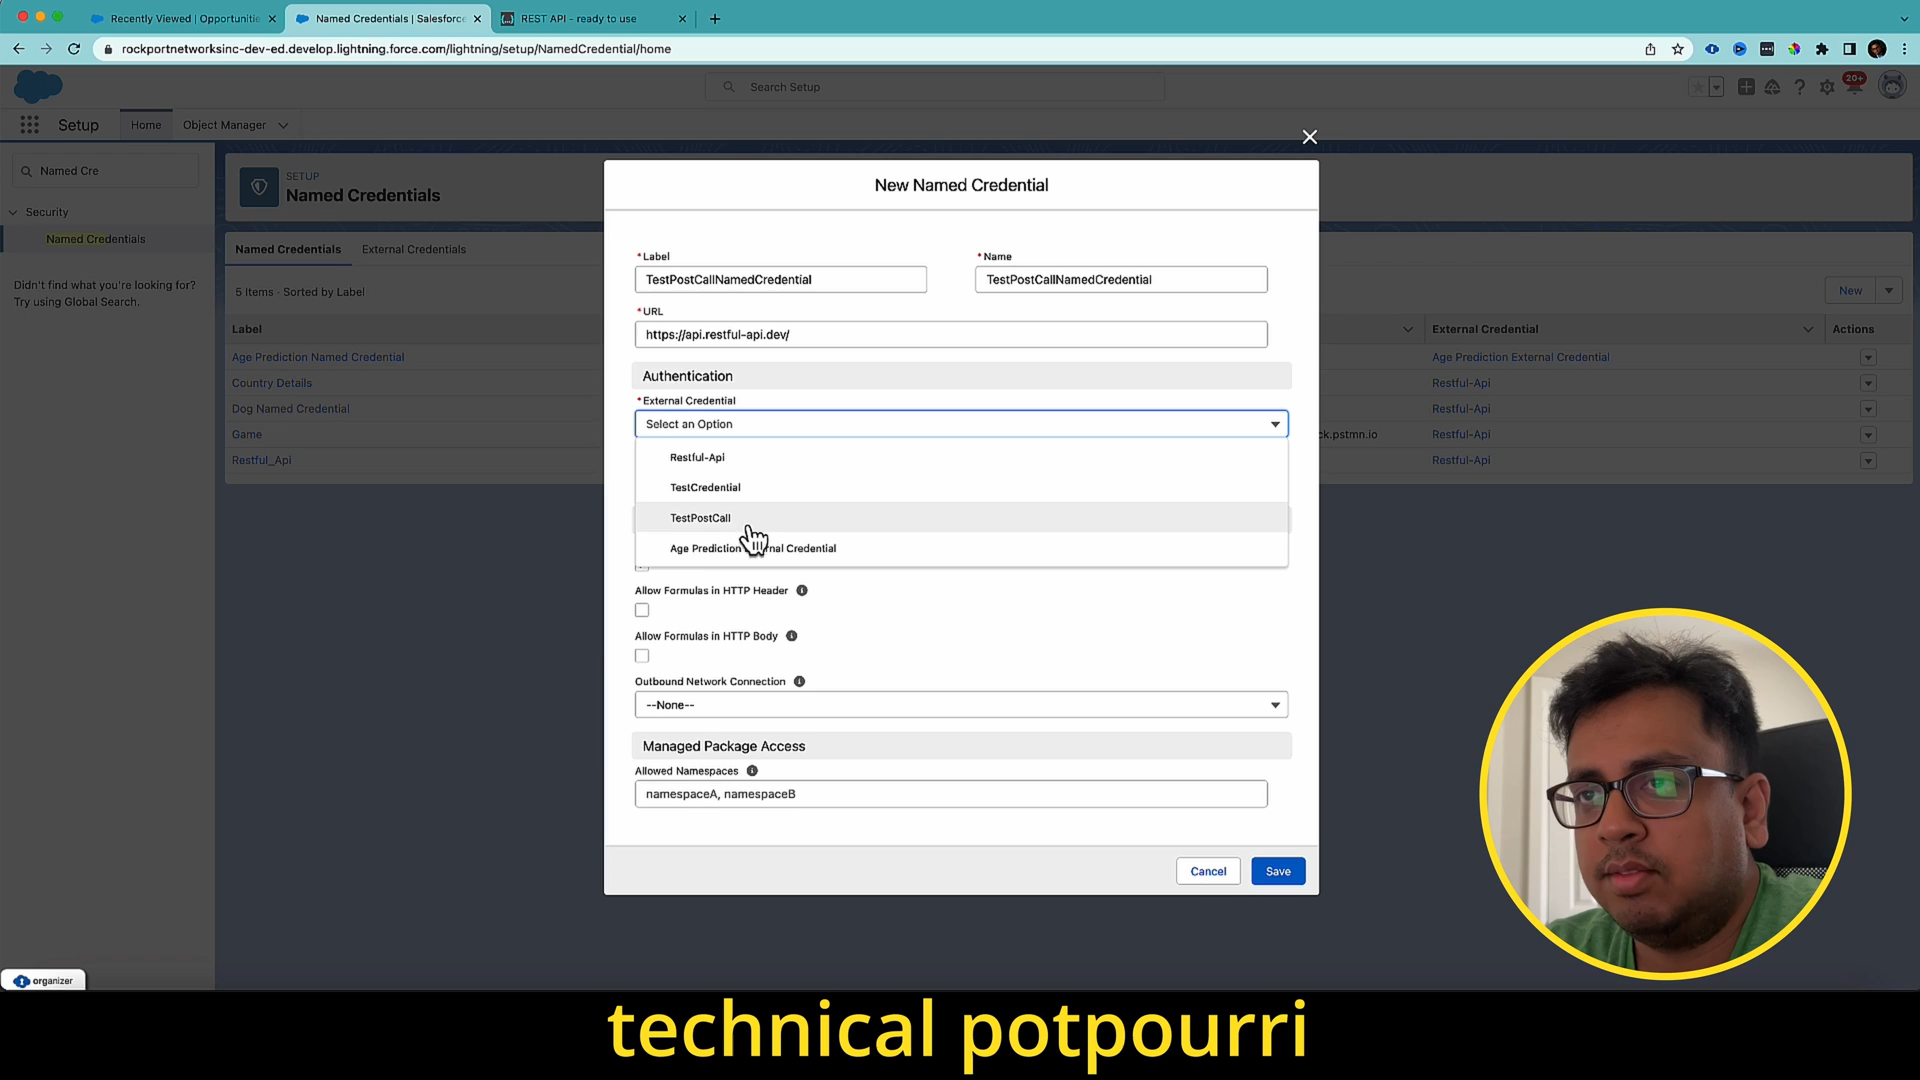 Recently Viewed | Opportunitie
Named Credentials | Salesforce
REST API - ready to use
rockportnetworksinc-dev-ed.develop.lightning.force.com/lightning/setup/NamedCredential/home
Search Setup
20+
Setup
Home
Object Manager
Named Cre
Security
Named Credentials
Didn't find what you're looking for?
Try using Global Search.
SETUP
Named Credentials
Named Credentials
External Credentials
5 Items · Sorted by Label
New
Label
External Credential
Actions
Age Prediction Named Credential
Age Prediction External Credential
Country Details
Restful-Api
Dog Named Credential
Restful-Api
Game
ck.pstmn.io
Restful-Api
Restful_Api
Restful-Api
New Named Credential
* Label
* Name
TestPostCallNamedCredential
TestPostCallNamedCredential
* URL
https://api.restful-api.dev/
Authentication
* External Credential
Select an Option
Restful-Api
TestCredential
TestPostCall
Age Prediction nal Credential
Allow Formulas in HTTP Header
Allow Formulas in HTTP Body
Outbound Network Connection
--None--
Managed Package Access
Allowed Namespaces
namespaceA, namespaceB
Cancel
Save
organizer
technical potpourri